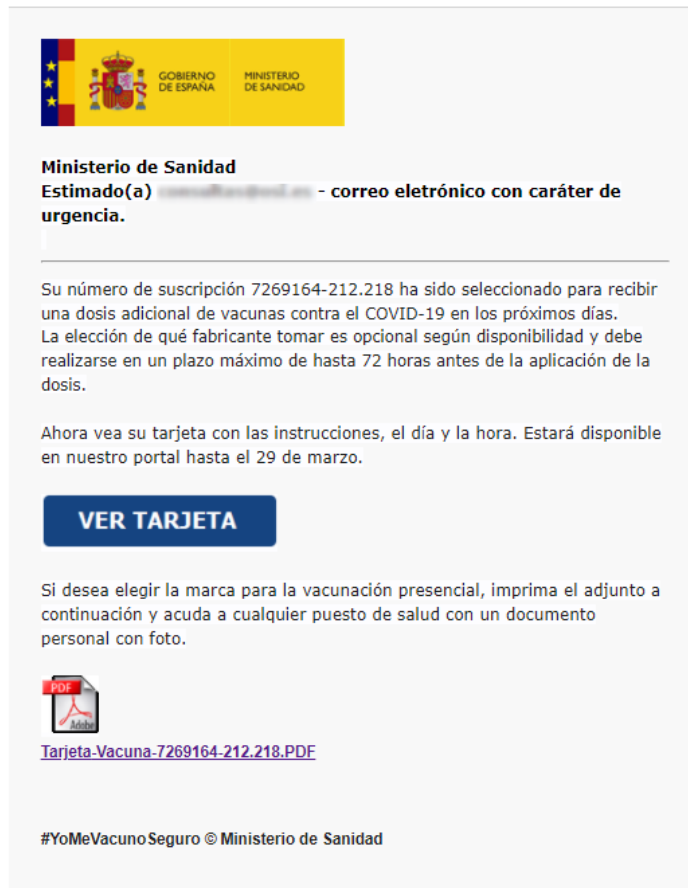 GOBIERNO
DE ESPAÑA
MINISTERIO
DE SANIDAD
Ministerio de Sanidad
Estimado(a) - correo eletrónico con caráter de
urgencia.
Su número de suscripción 7269164-212.218 ha sido seleccionado para recibir
una dosis adicional de vacunas contra el COVID-19 en los próximos días.
La elección de qué fabricante tomar es opcional según disponibilidad y debe
realizarse en un plazo máximo de hasta 72 horas antes de la aplicación de la
dosis.
Ahora vea su tarjeta con las instrucciones, el día y la hora. Estará disponible
en nuestro portal hasta el 29 de marzo.
VER TARJETA
Si desea elegir la marca para la vacunación presencial, imprima el adjunto a
continuación y acuda a cualquier puesto de salud con un documento
personal con foto.
PDF
Adobe
Tarjeta-Vacuna-7269164-212.218.PDF
#YoMeVacunoSeguro © Ministerio de Sanidad